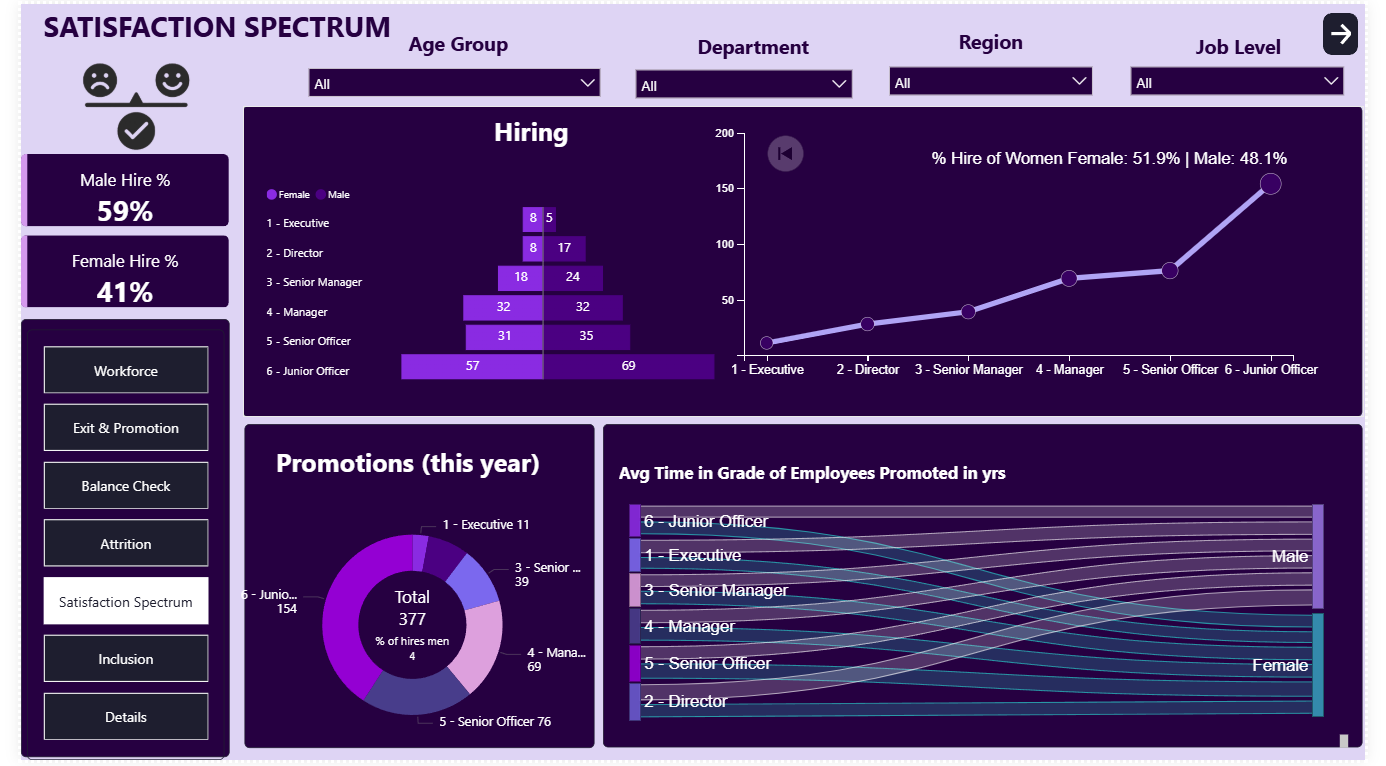 SATISFACTION SPECTRUM
Age Group
Department
Region
Job Level
All
All
All
All
Male Hire %
59%
Female Hire %
41%
Workforce
Exit & Promotion
Balance Check
Attrition
Satisfaction Spectrum
Inclusion
Details
Hiring
Female
Male
1 - Executive
8
5
2 - Director
8
17
3 - Senior Manager
18
24
4 - Manager
32
32
5 - Senior Officer
31
35
6 - Junior Officer
57
69
% Hire of Women Female: 51.9% | Male: 48.1%
200
150
100
50
1 - Executive
2 - Director
3 - Senior Manager
4 - Manager
5 - Senior Officer
6 - Junior Officer
Promotions (this year)
1 - Executive 11
3 - Senior ...
39
4 - Mana...
69
5 - Senior Officer 76
6 - Junio...
154
Total
377
% of hires men
4
Avg Time in Grade of Employees Promoted in yrs
6 - Junior Officer
1 - Executive
3 - Senior Manager
4 - Manager
5 - Senior Officer
2 - Director
Male
Female